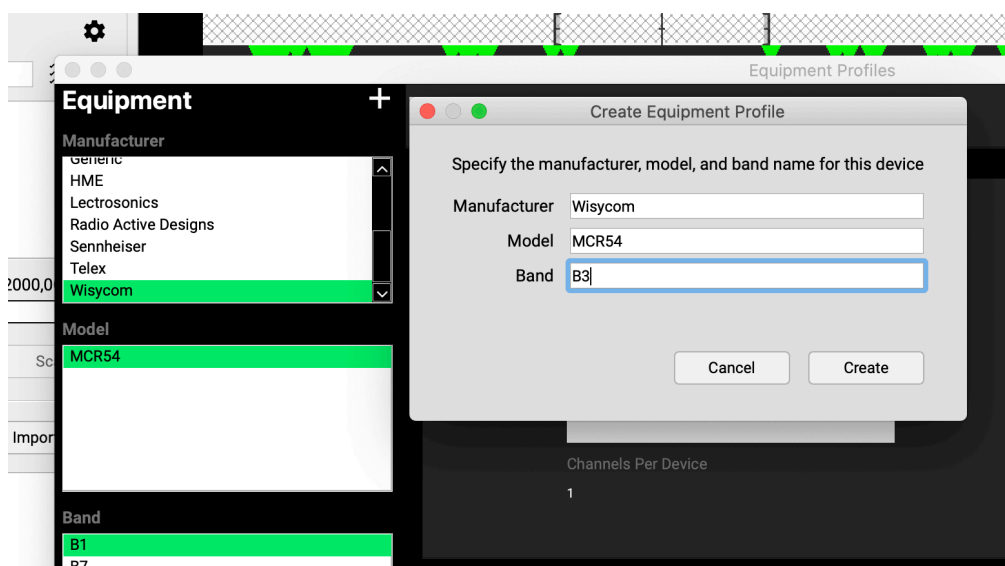 Equipment Profiles
Equipment +
Create Equipment Profile
Manufacturer
Generic
HME
Lectrosonics
Radio Active Designs
Sennheiser
Telex
Wisycom
Specify the manufacturer, model, and band name for this device
Manufacturer Wisycom
Model MCR54
Band B3
Cancel Create
2000,0
Model
MCR54
Sc
Impor
Channels Per Device
1
Band
B1
B7